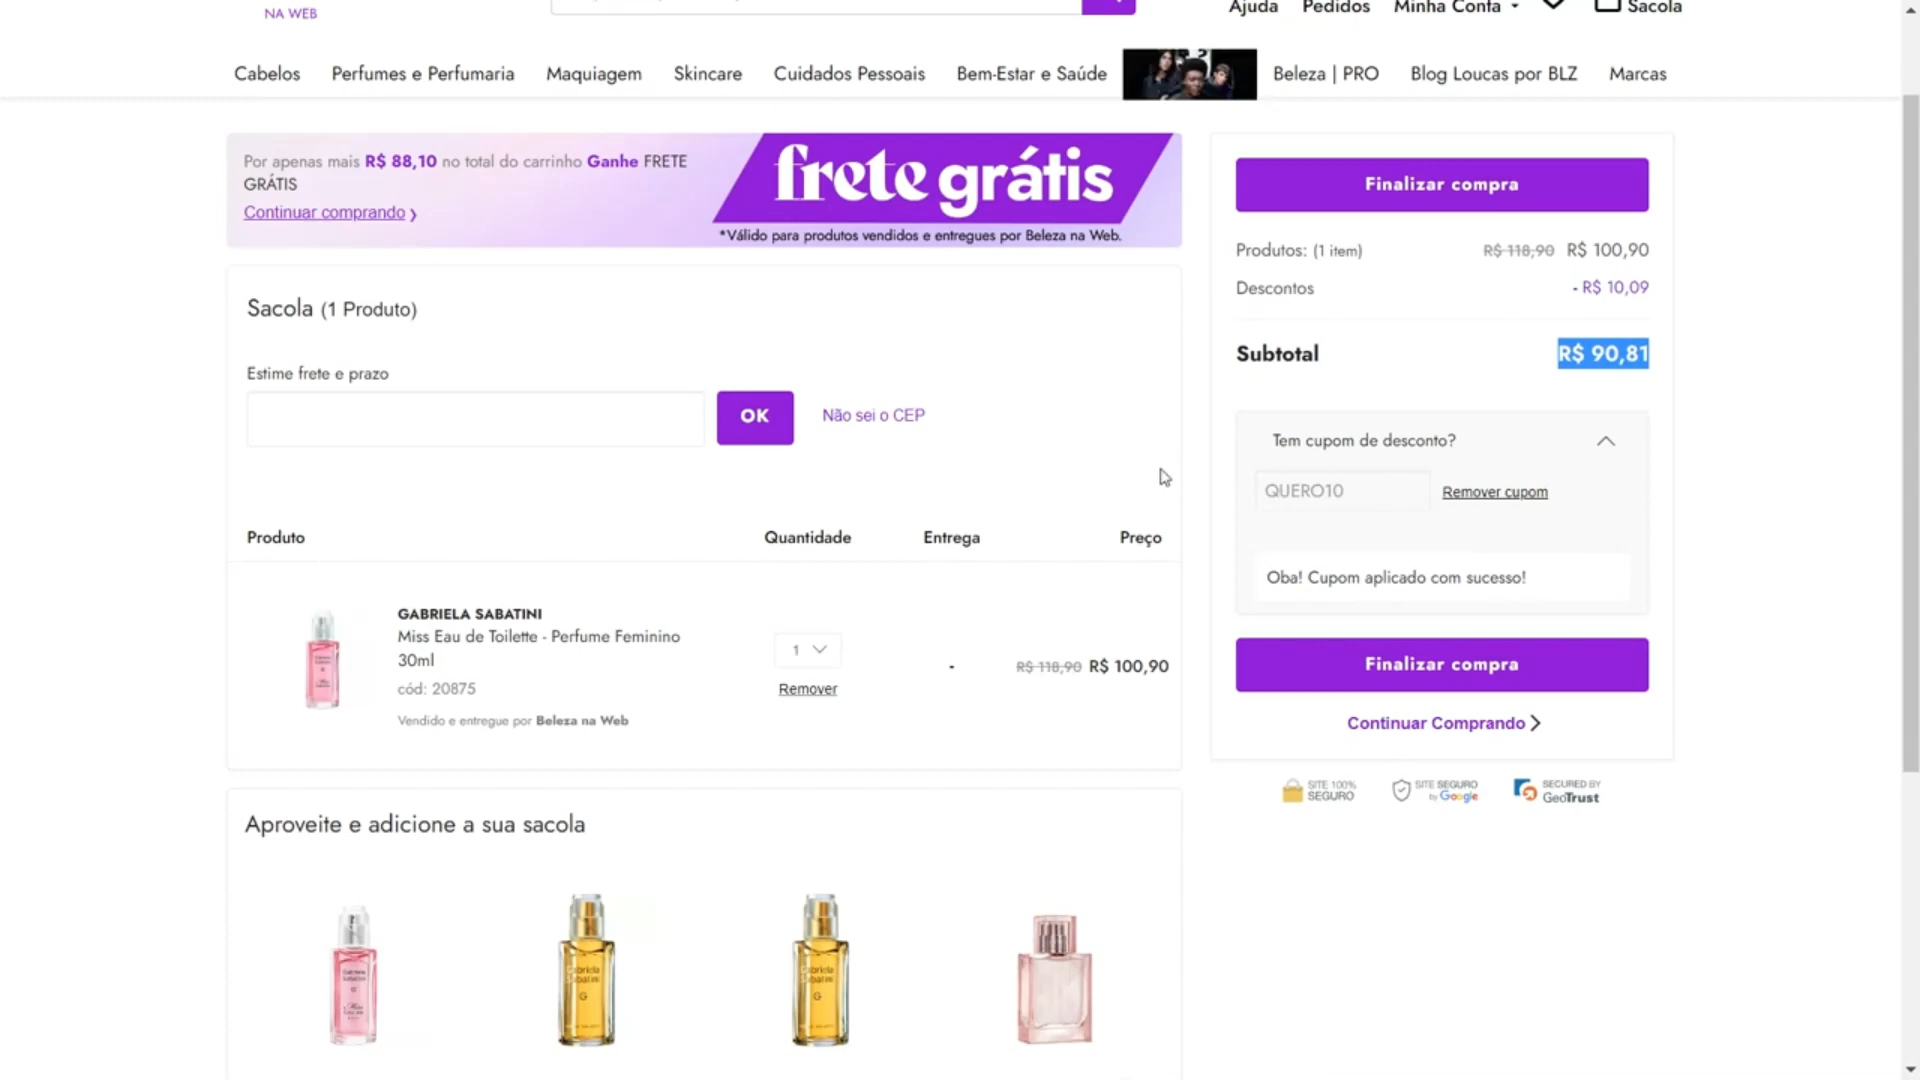 NA WEB
Ajuda Pedidos Minha Conta Sacola
Cabelos Perfumes e Perfumaria Maquiagem Skincare Cuidados Pessoais Bem-Estar e Saúde Beleza | PRO Blog Loucas por BLZ Marcas
Por apenas mais R$ 88,10 no total do carrinho Ganhe FRETE
GRÁTIS
Continuar comprando
frete grátis
*Válido para produtos vendidos e entregues por Beleza na Web.
Finalizar compra
Produtos: (1 item) R$ 118,90 R$ 100,90
Descontos - R$ 10,09
Subtotal R$ 90,81
Sacola (1 Produto)
Estime frete e prazo
OK Não sei o CEP
Tem cupom de desconto?
QUERO10 Remover cupom
Oba! Cupom aplicado com sucesso!
Produto Quantidade Entrega Preço
GABRIELA SABATINI
Miss Eau de Toilette - Perfume Feminino
30ml
cód: 20875
Vendido e entregue por Beleza na Web
1
Remover
-
R$ 118,90 R$ 100,90
Finalizar compra
Continuar Comprando
SITE 100%
SEGURO
SITE SEGURO
by Google
SECURED BY
GeoTrust
Aproveite e adicione a sua sacola